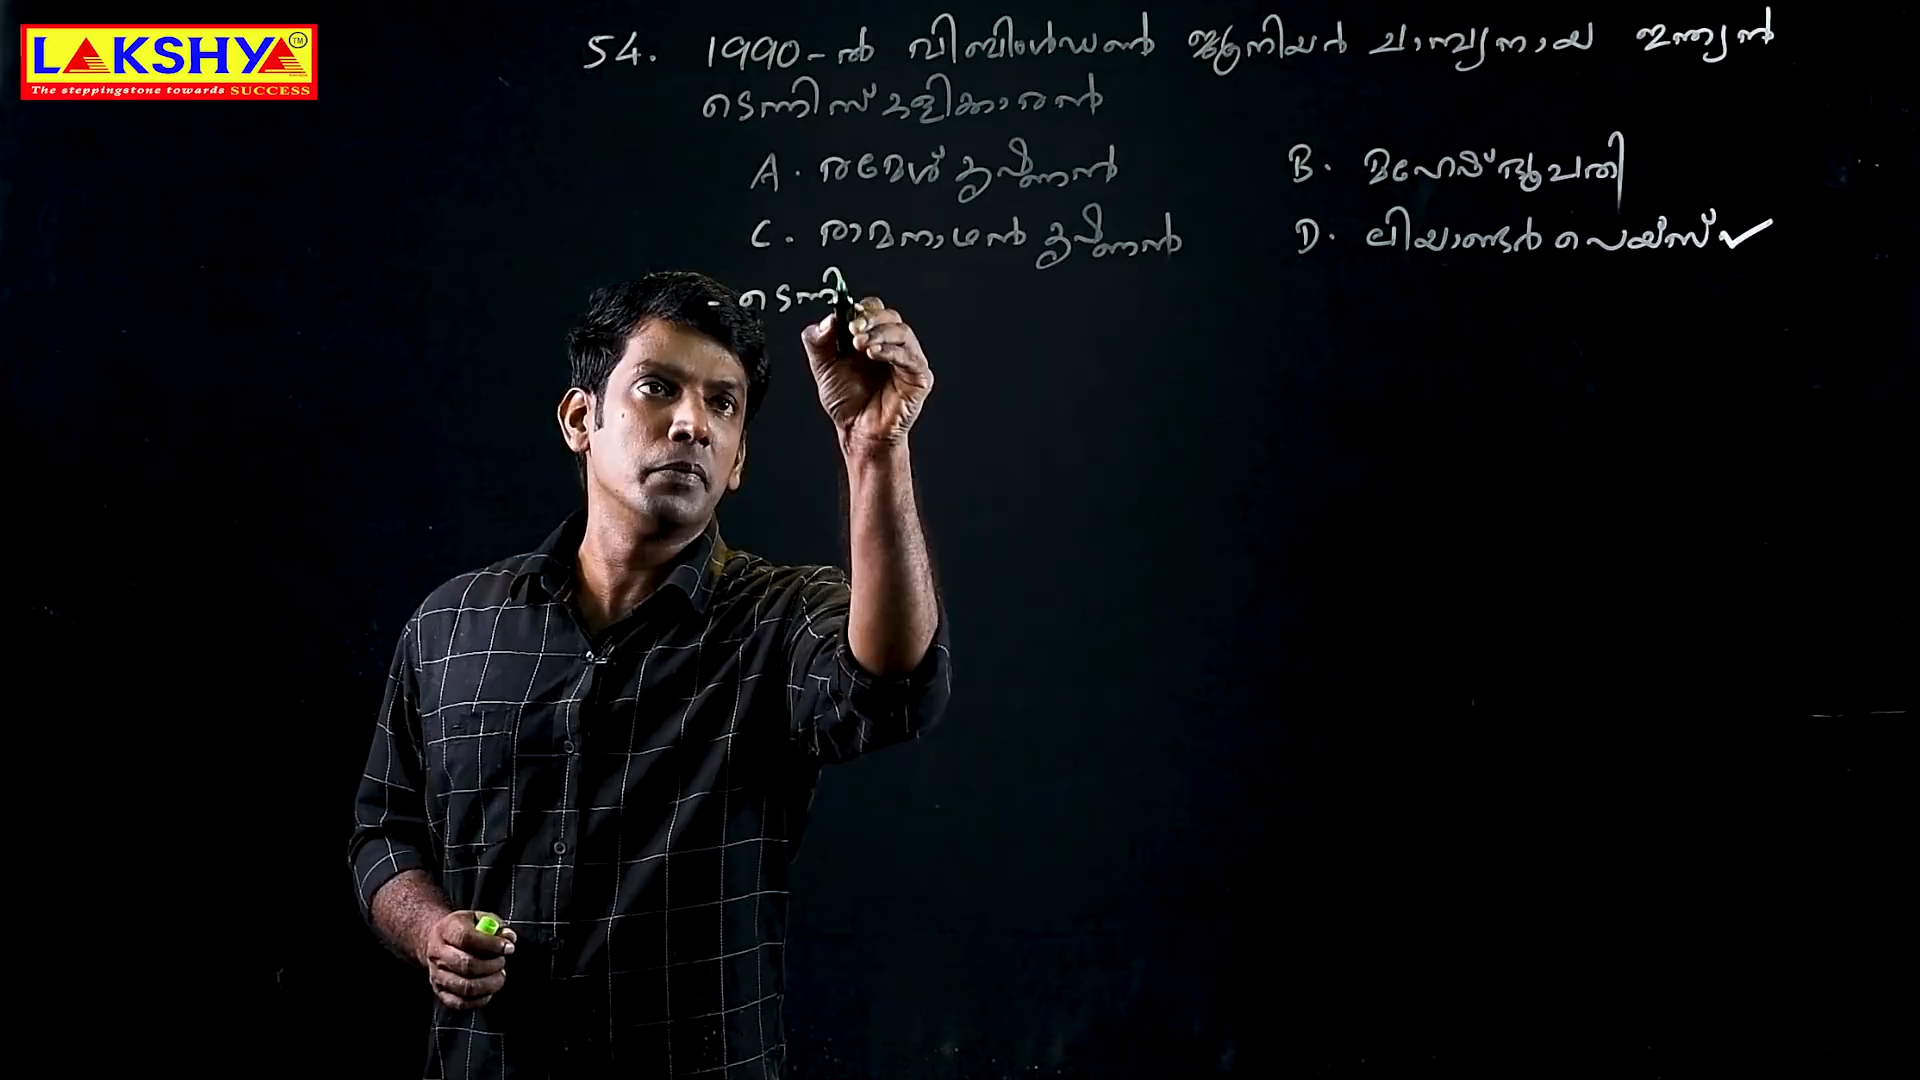 LAKSHYA TM
The steppingstone towards SUCCESS
54. 1990-ൽ വിബിംൾഡൺ ജൂനിയർ ചാമ്പ്യനായ ഇന്ത്യൻ
ടെന്നിസ് കളിക്കാരൻ
A. രമേശ് കൃഷ്ണൻ B. മഹേഷ് ഭൂപതി
C. രാമനാഥൻ കൃഷ്ണൻ D. ലിയാണ്ടർ പെയ്സ് ✓
- ടെന്നി